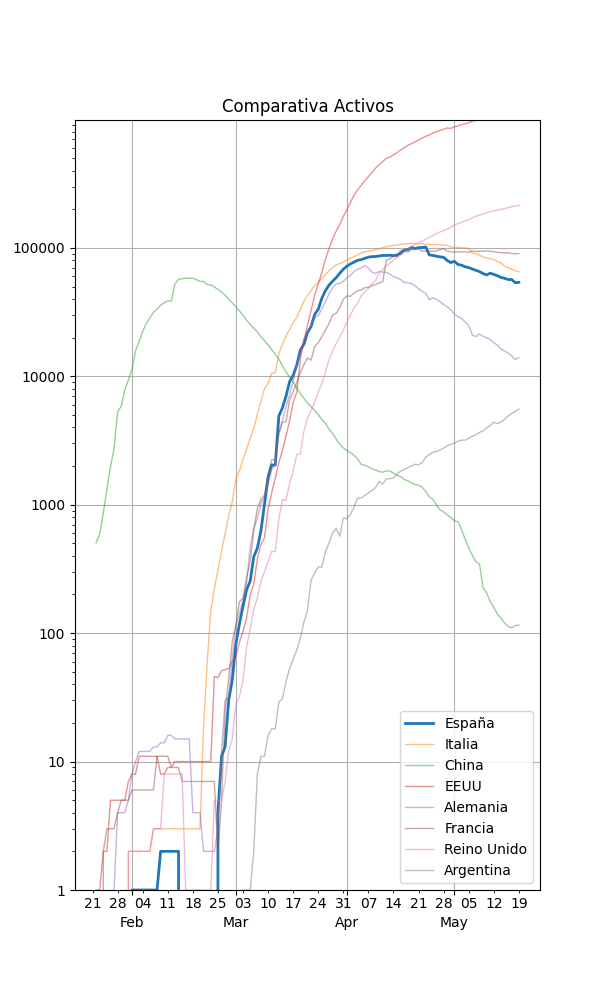 Comparativa Activos
100000
10000
1000
100
10
1
España
Italia
China
EEUU
Alemania
Francia
Reino Unido
Argentina
21 28 04 11 18 25 03 10 17 24 31 07 14 21 28 05 12 19
Feb Mar Apr May